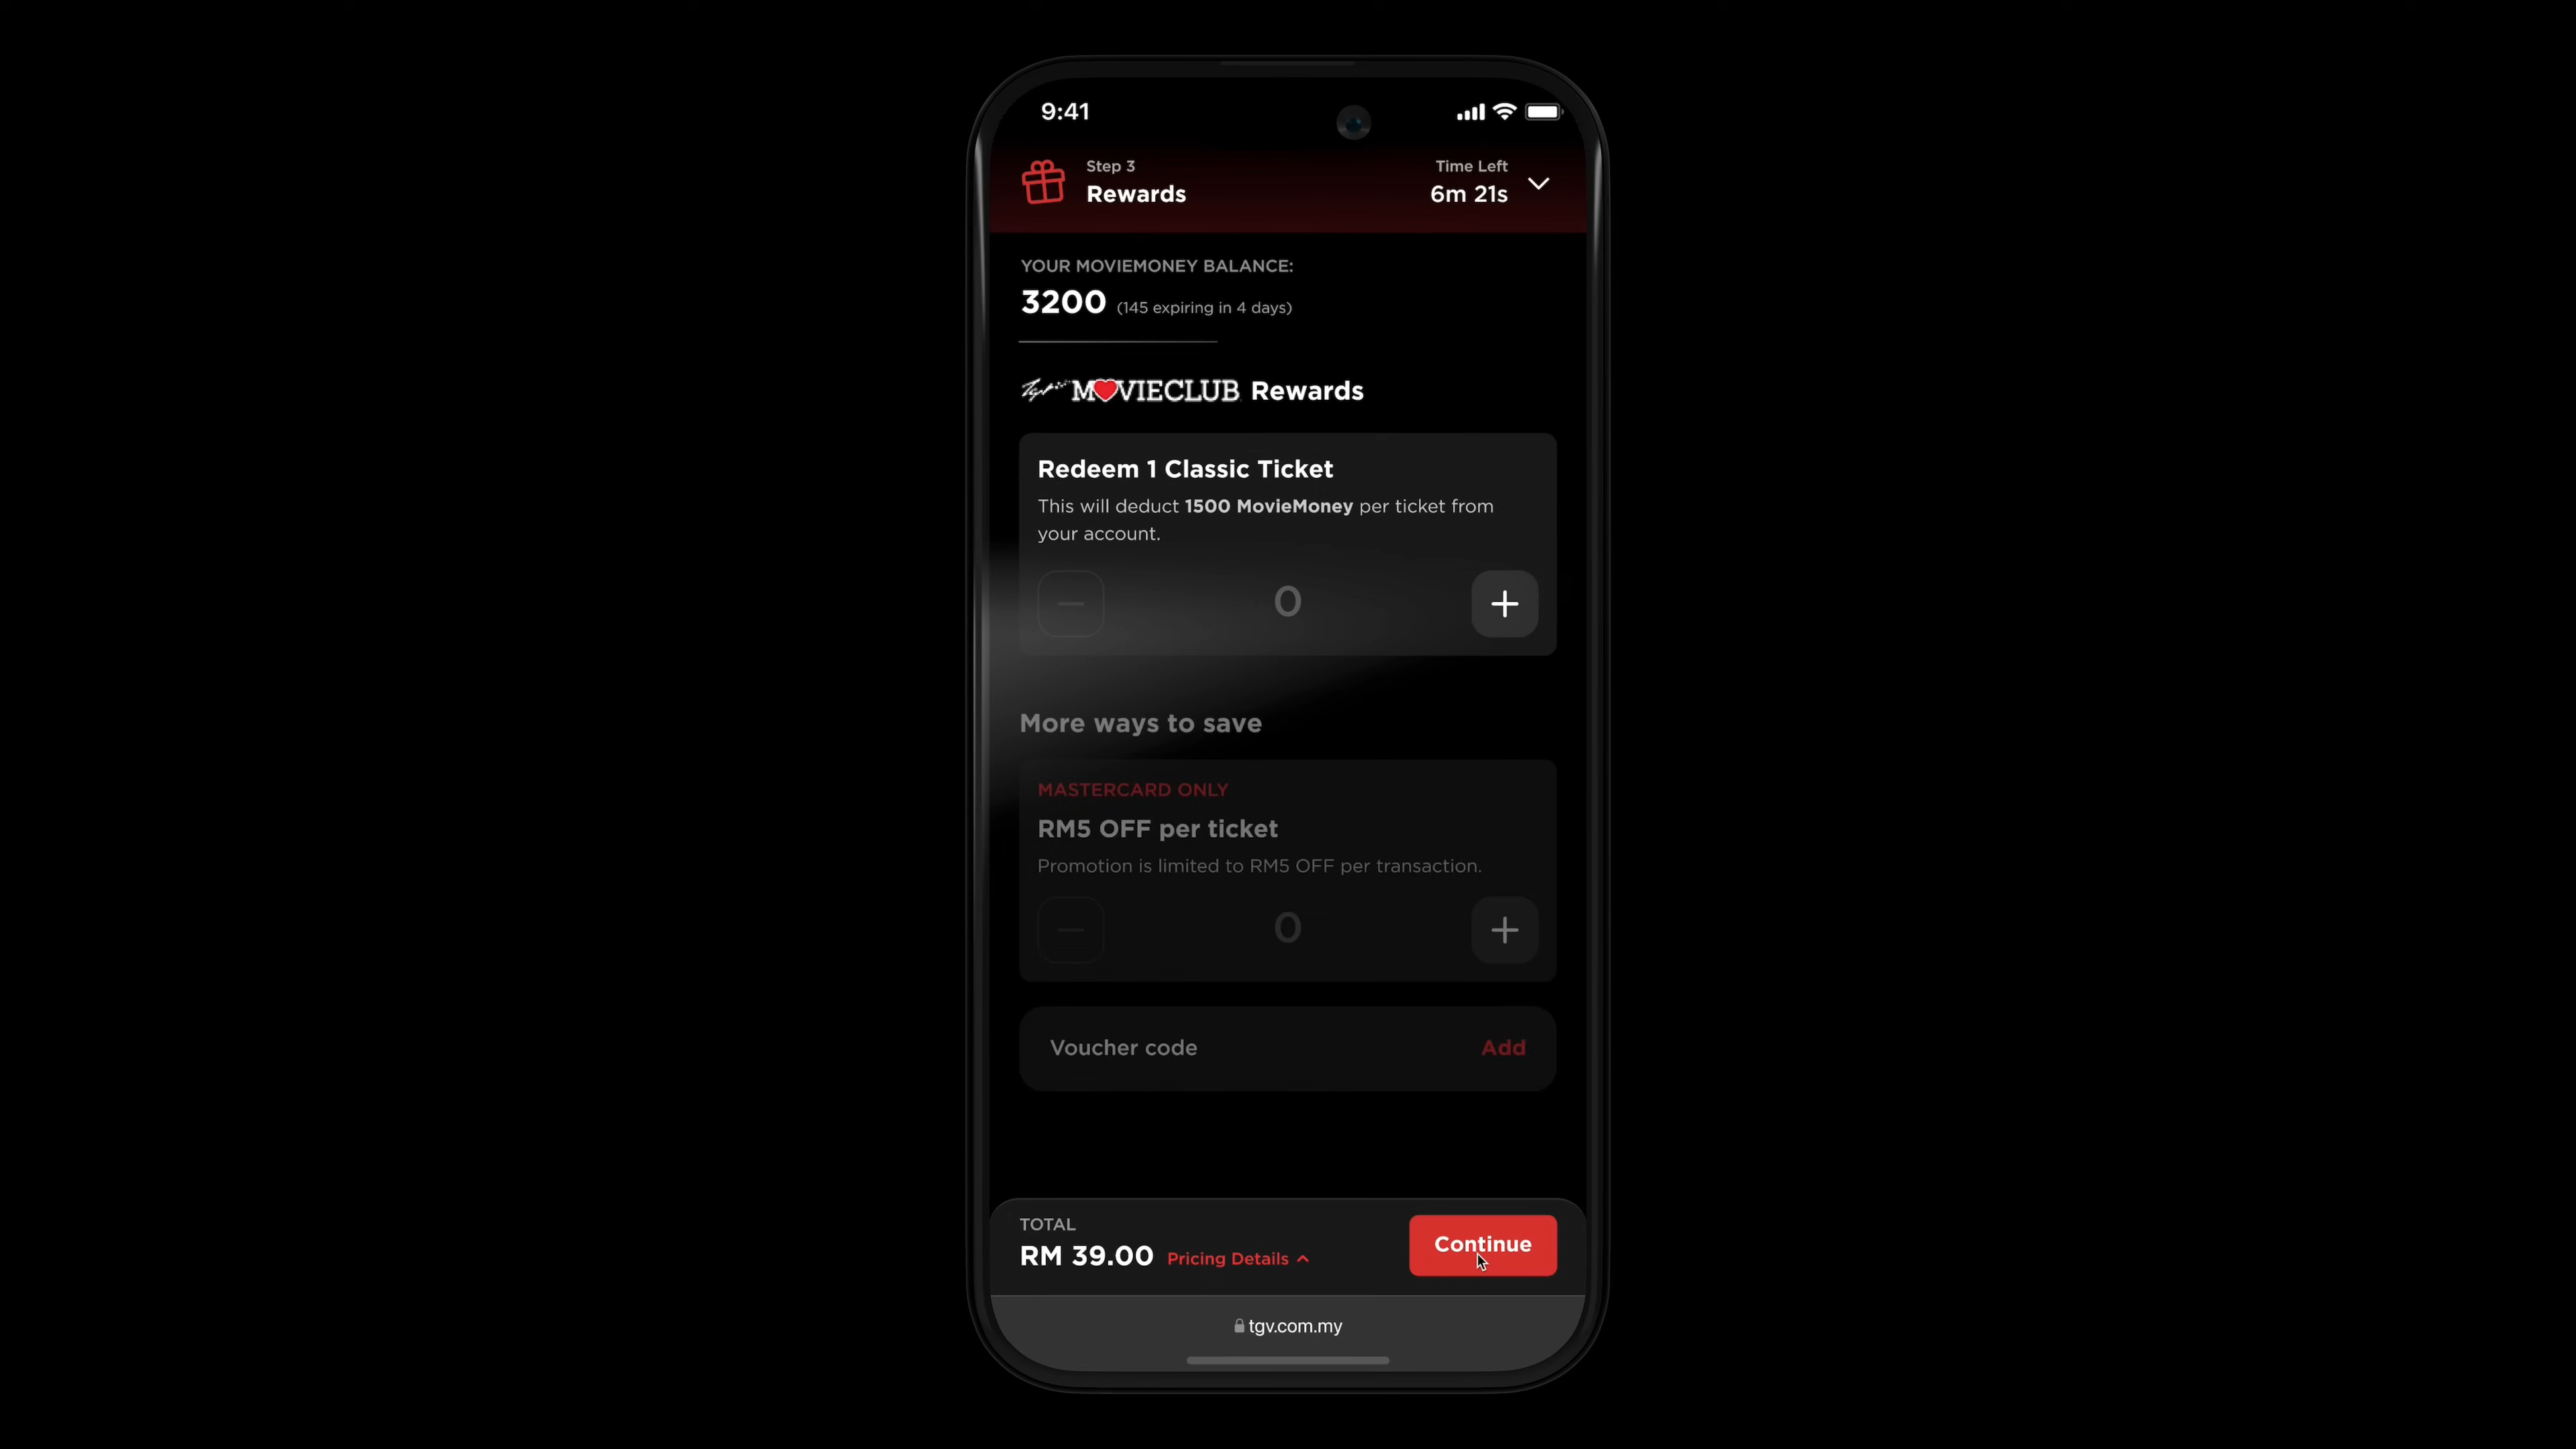 9:41
Step 3
Rewards
Time Left
6m 21s
YOUR MOVIEMONEY BALANCE:
3200 (145 expiring in 4 days)
Tgv MOVIECLUB Rewards
Redeem 1 Classic Ticket
This will deduct 1500 MovieMoney per ticket from
your account.
0
More ways to save
MASTERCARD ONLY
RM5 OFF per ticket
Promotion is limited to RM5 OFF per transaction.
0
Voucher code
Add
TOTAL
RM 39.00 Pricing Details
Continue
tgv.com.my